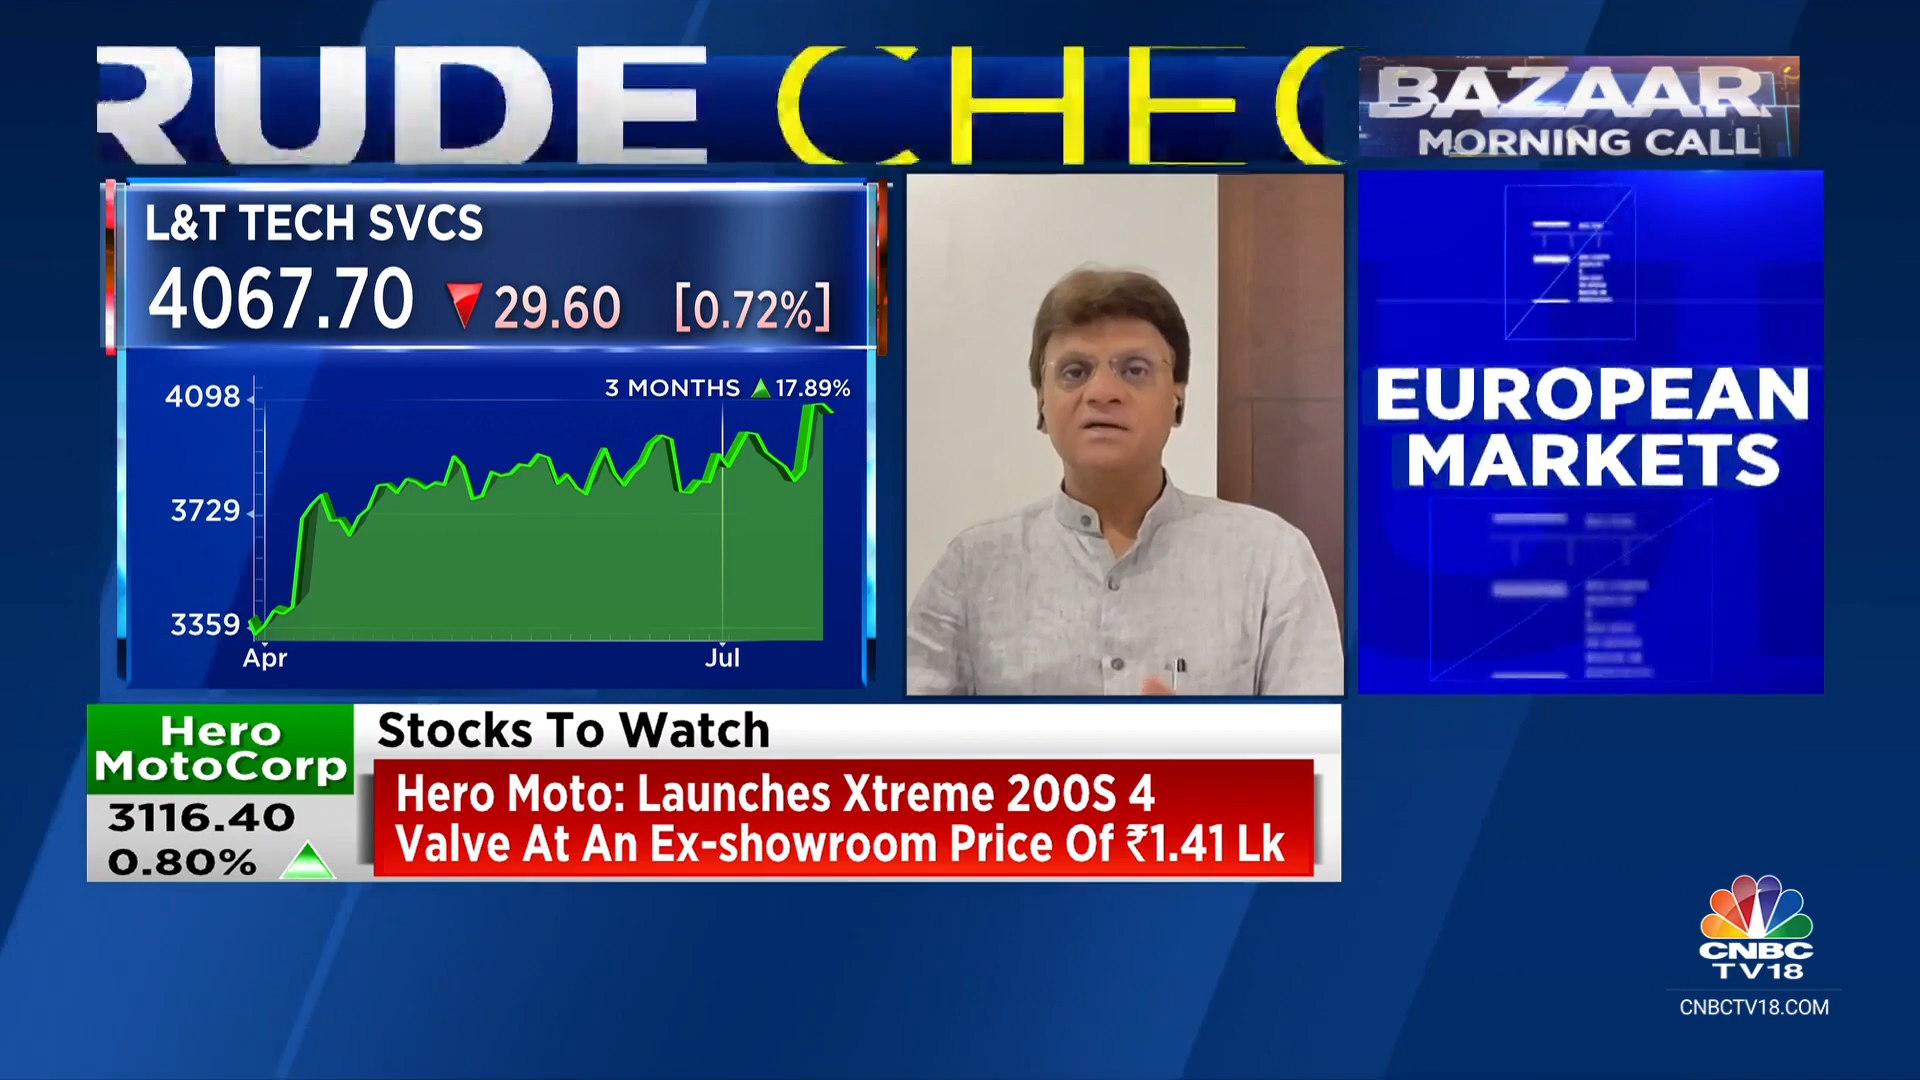 RUDE CHEC
BAZAAR
MORNING CALL
L&T TECH SVCS
4067.70 ▼29.60 [0.72%]
3 MONTHS ▲17.89%
4098
3729
3359
Apr Jul
EUROPEAN
MARKETS
Hero
MotoCorp
3116.40
0.80% ▲
Stocks To Watch
Hero Moto: Launches Xtreme 200S 4
Valve At An Ex-showroom Price Of ₹1.41 Lk
CNBC
TV18
CNBCTV18.COM